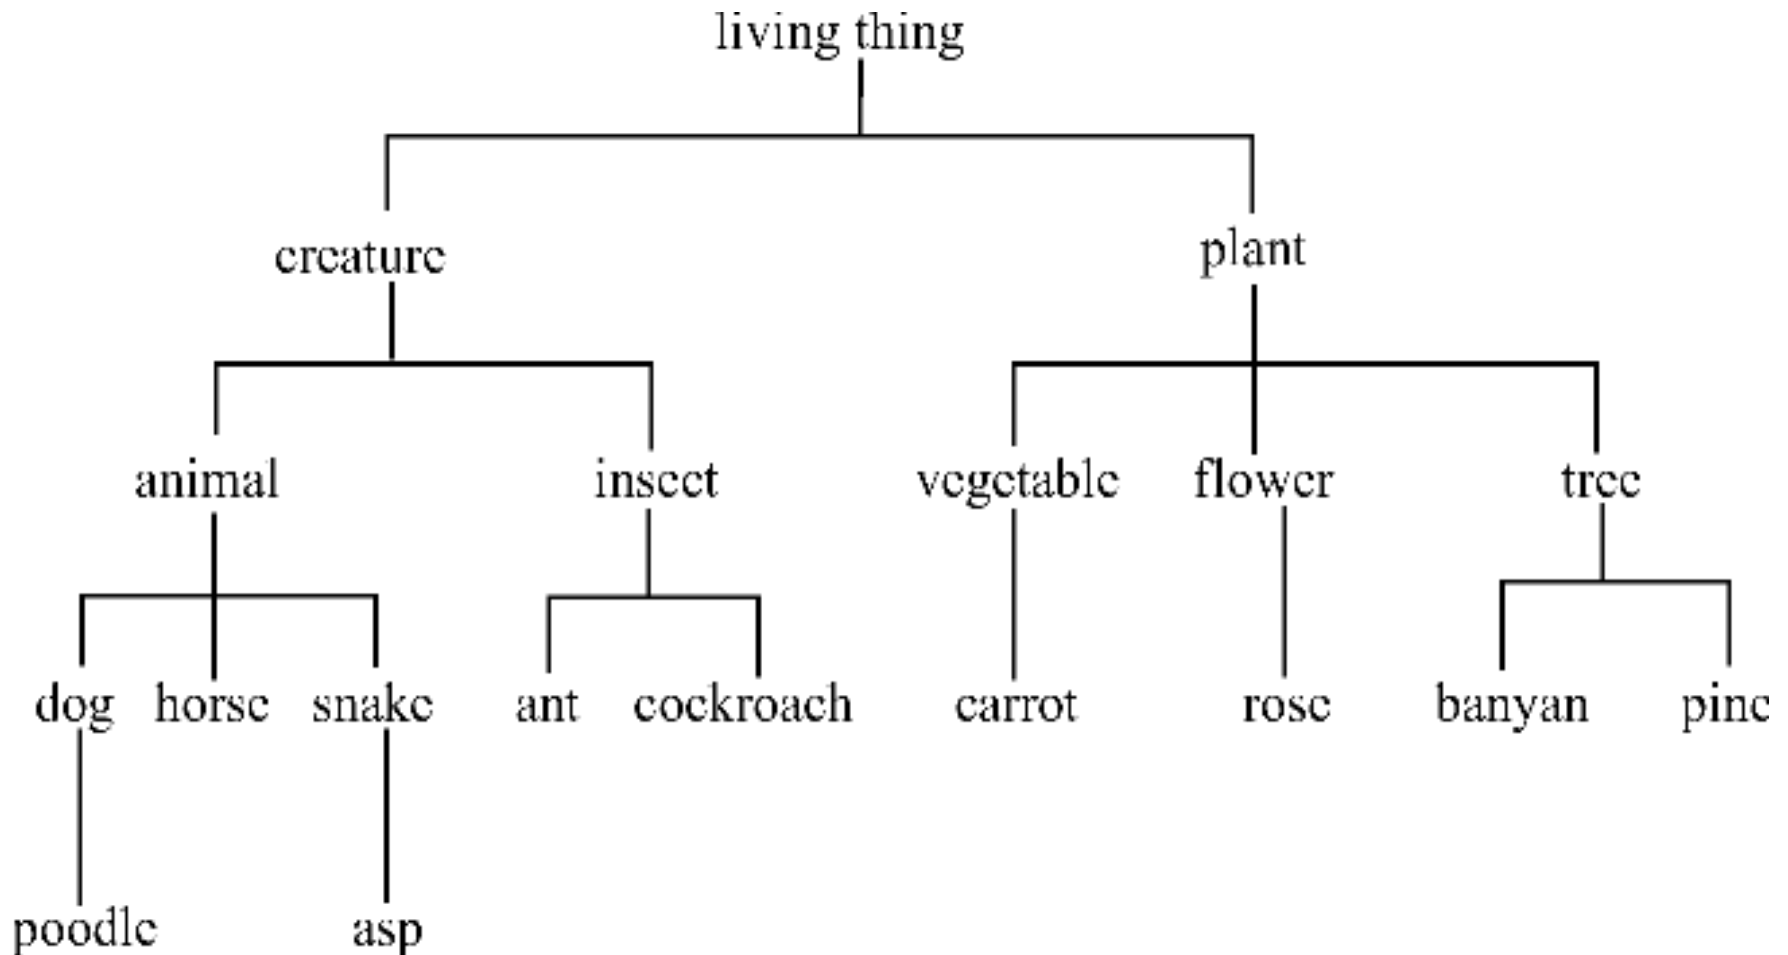 living thing
creature plant
animal insect vegetable flower tree
dog horse snake ant cockroach carrot rose banyan pine
poodle asp